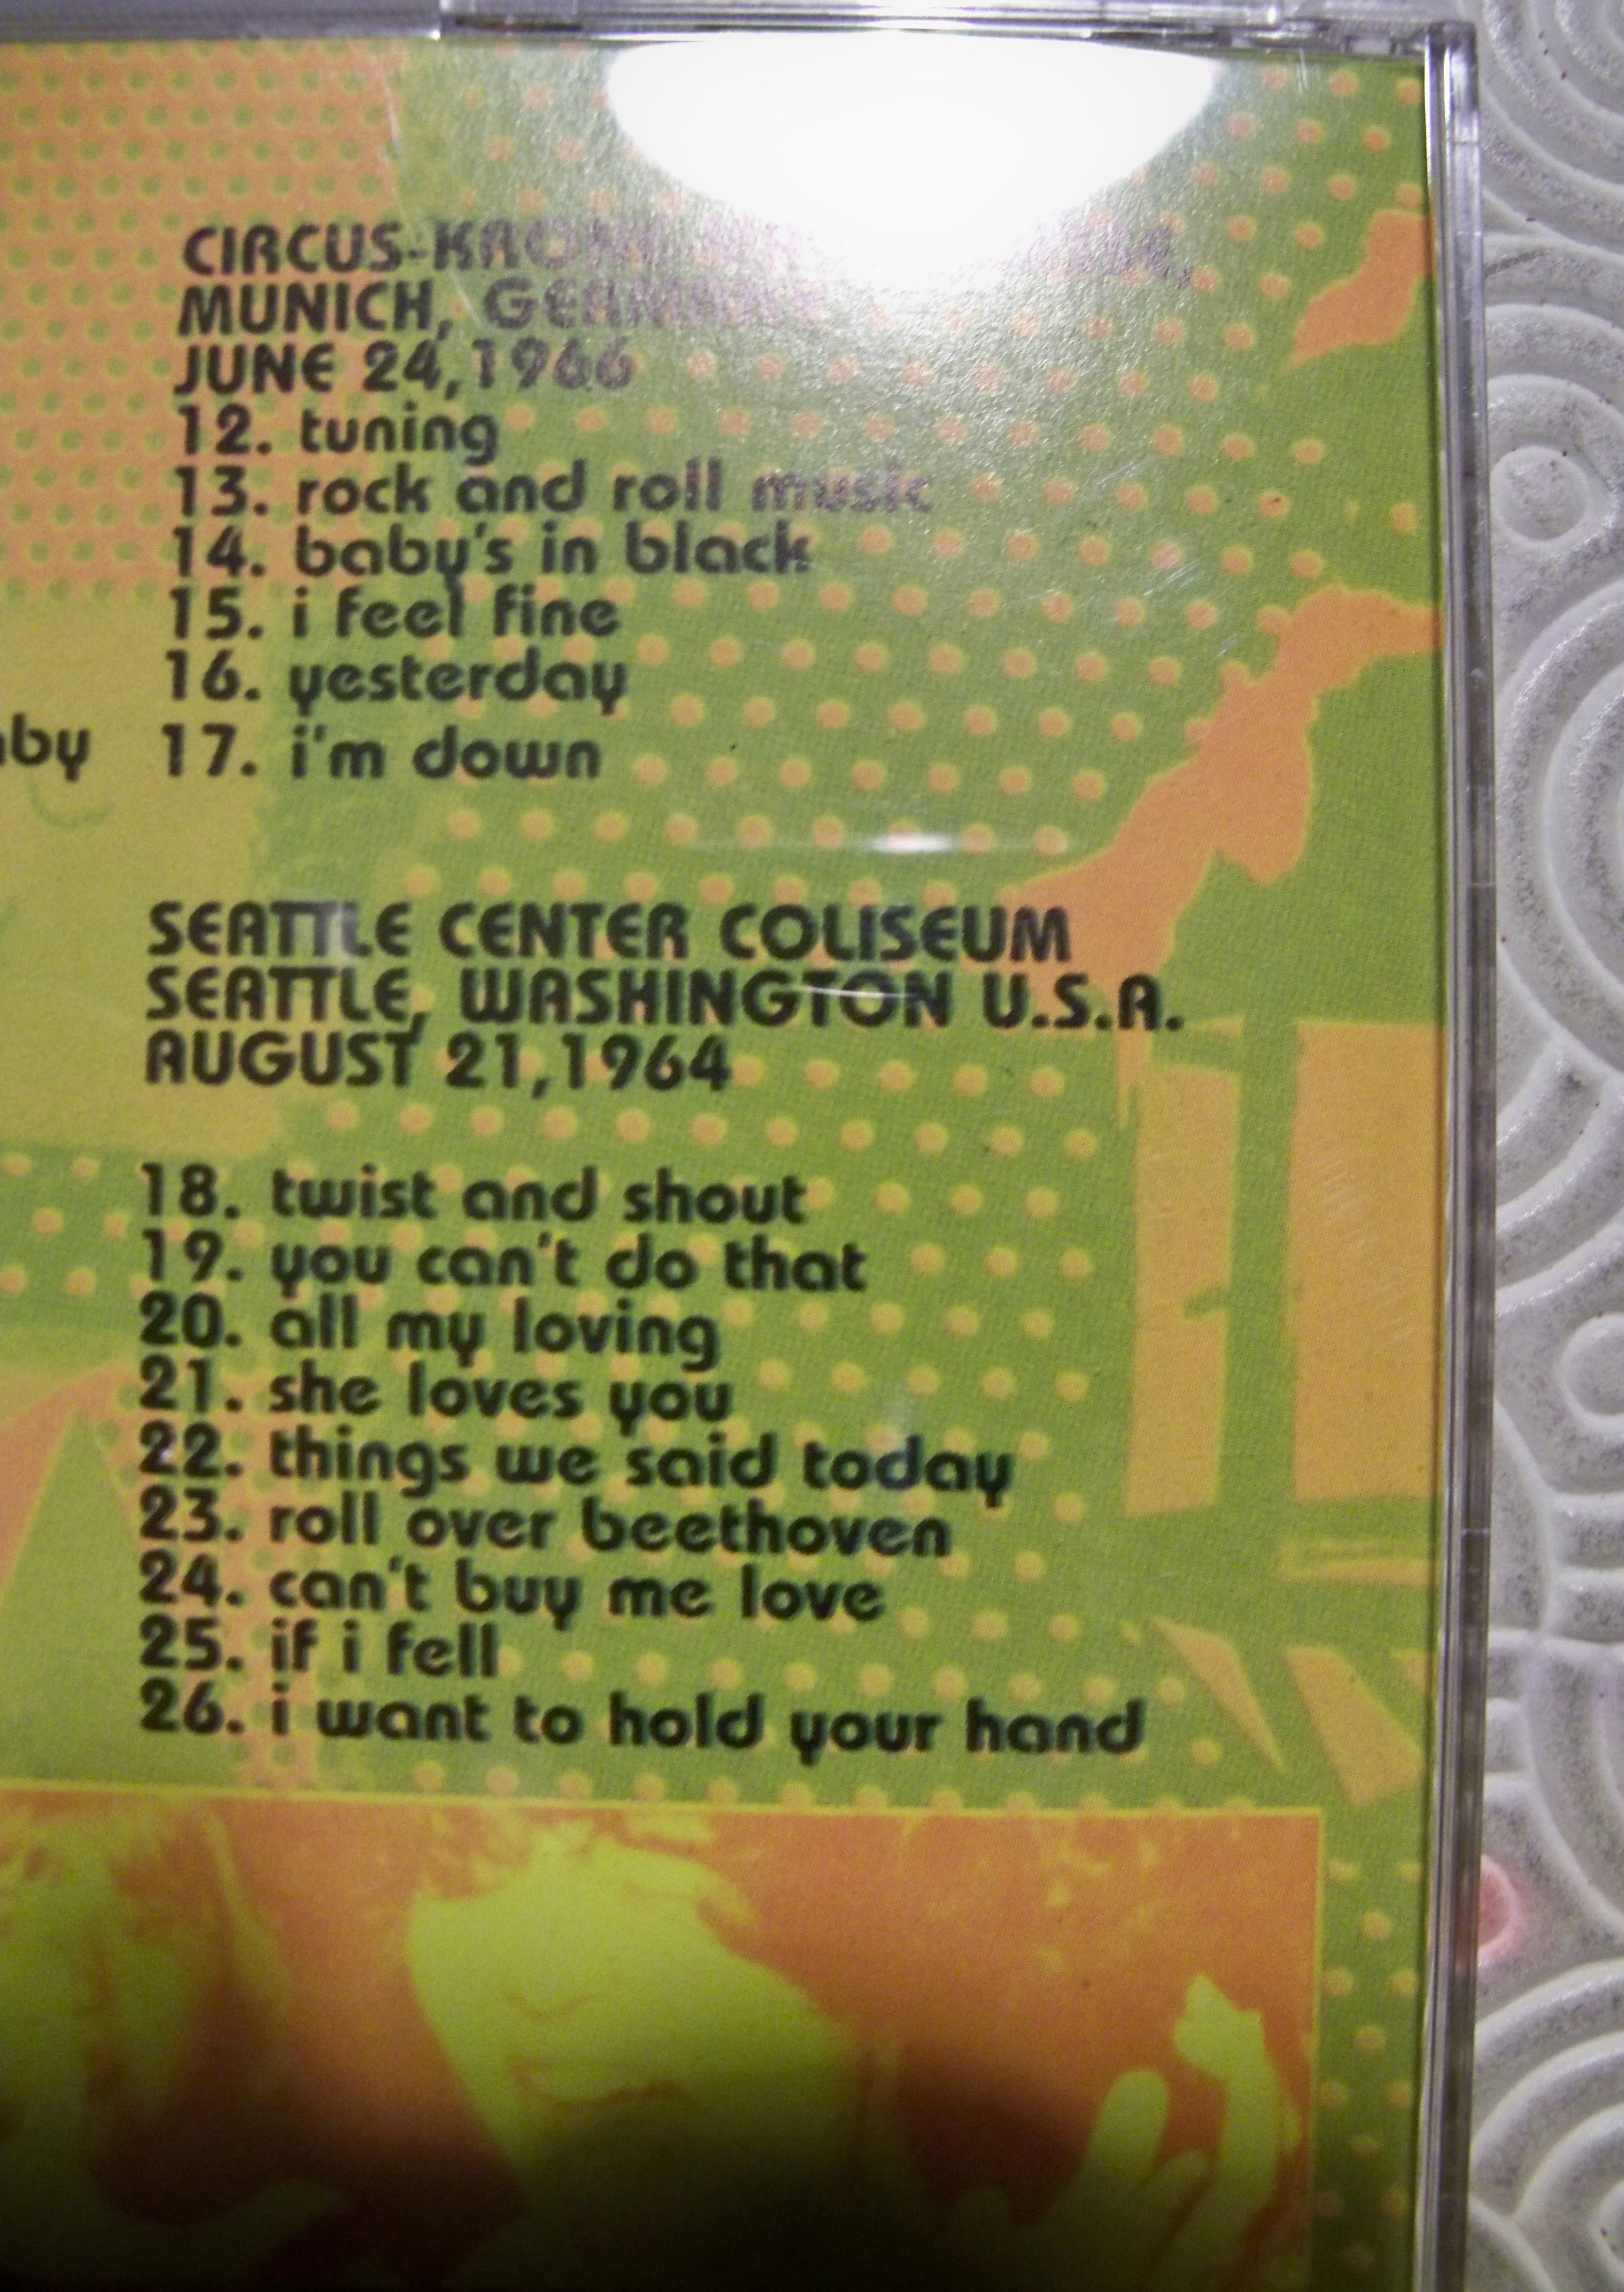 CIRCUS-KRONE
MUNICH, GERMANY
JUNE 24,1966
12. tuning
13. rock and roll music
14. baby's in black
15. i feel fine
16. yesterday
17. i'm down
SEATTLE CENTER COLISEUM
SEATTLE, WASHINGTON U.S.A.
AUGUST 21,1964
18. twist and shout
19. you can't do that
20. all my loving
21. she loves you
22. things we said today
23. roll over beethoven
24. can't buy me love
25. if i fell
26. i want to hold your hand